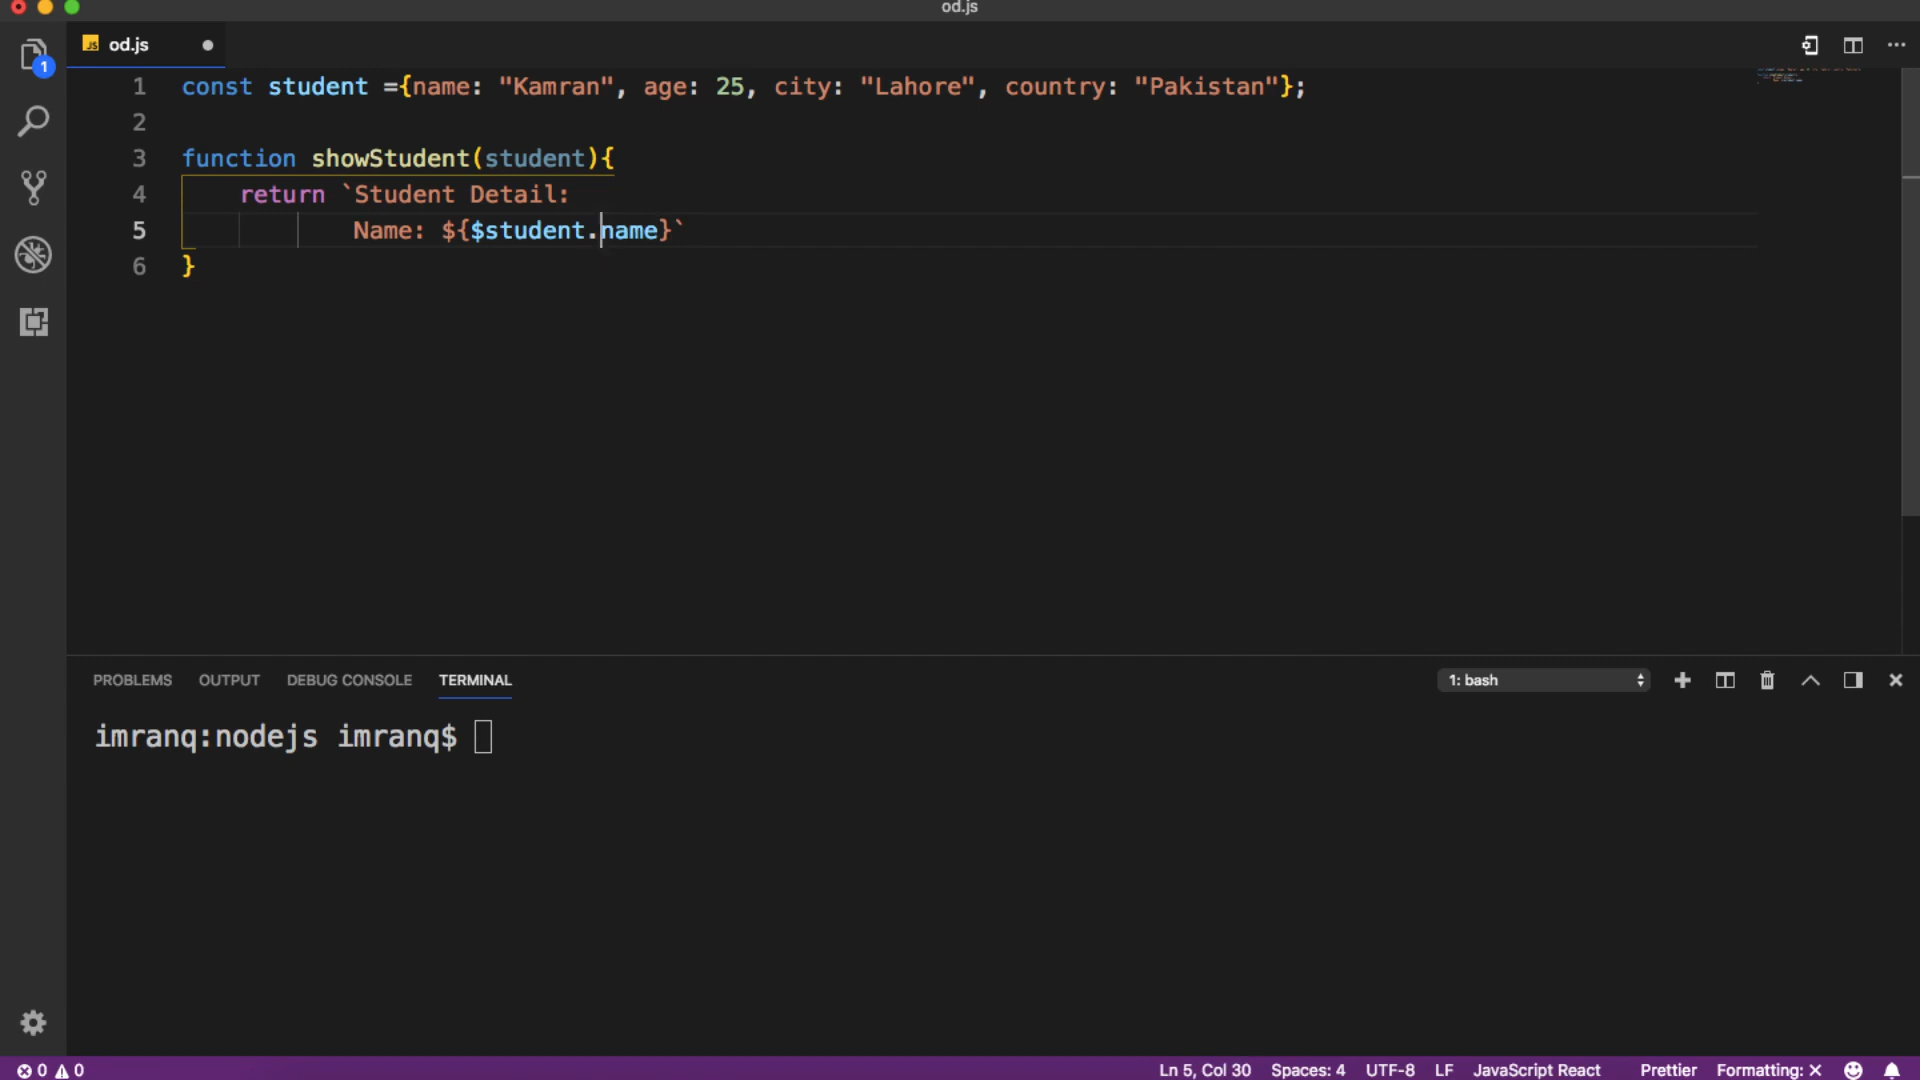 od.js
JS od.js
1
1 const student ={name: "Kamran", age: 25, city: "Lahore", country: "Pakistan"};
2
3 function showStudent(student){
4 return `Student Detail:
5 Name: ${$student.name}`
6 }
PROBLEMS OUTPUT DEBUG CONSOLE TERMINAL 1: bash
imranq:nodejs imranq$
0 0 Ln 5, Col 30 Spaces: 4 UTF-8 LF JavaScript React Prettier Formatting: ×